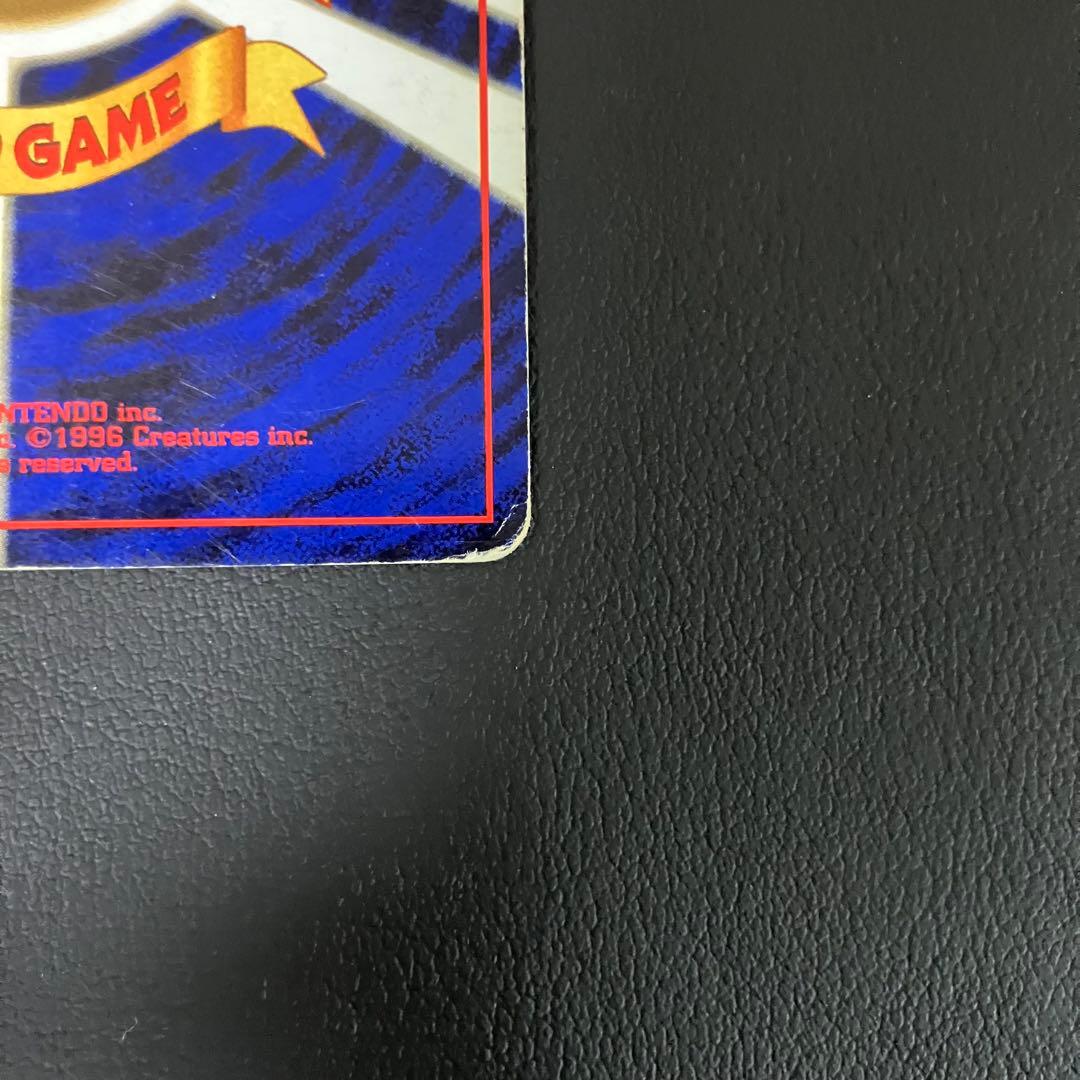 GAME
NTENDO inc.
©1996 Creatures inc.
reserved.